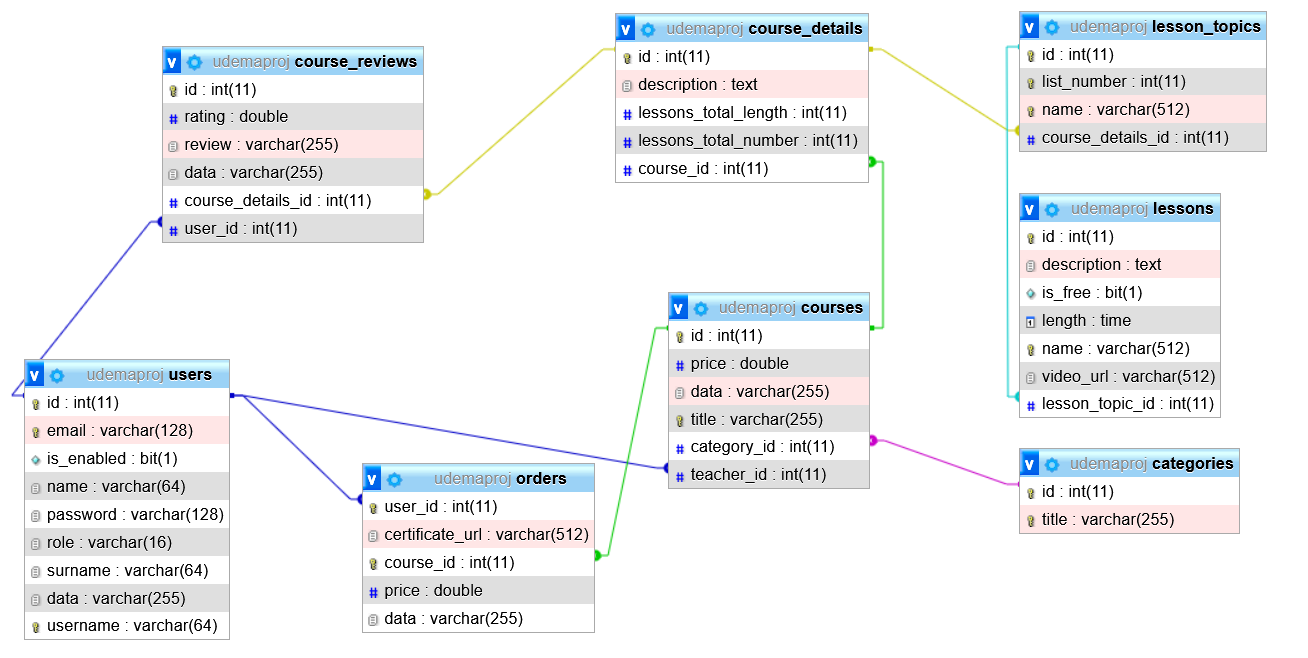 udemaproj course_reviews
id : int(11)
rating : double
review : varchar(255)
data : varchar(255)
course_details_id : int(11)
user_id : int(11)
udemaproj course_details
id : int(11)
description : text
lessons_total_length : int(11)
lessons_total_number : int(11)
course_id : int(11)
udemaproj lesson_topics
id : int(11)
list_number : int(11)
name : varchar(512)
course_details_id : int(11)
udemaproj lessons
id : int(11)
description : text
is_free : bit(1)
length : time
name : varchar(512)
video_url : varchar(512)
lesson_topic_id : int(11)
udemaproj courses
id : int(11)
price : double
data : varchar(255)
title : varchar(255)
category_id : int(11)
teacher_id : int(11)
udemaproj users
id : int(11)
email : varchar(128)
is_enabled : bit(1)
name : varchar(64)
password : varchar(128)
role : varchar(16)
surname : varchar(64)
data : varchar(255)
username : varchar(64)
udemaproj orders
user_id : int(11)
certificate_url : varchar(512)
course_id : int(11)
price : double
data : varchar(255)
udemaproj categories
id : int(11)
title : varchar(255)